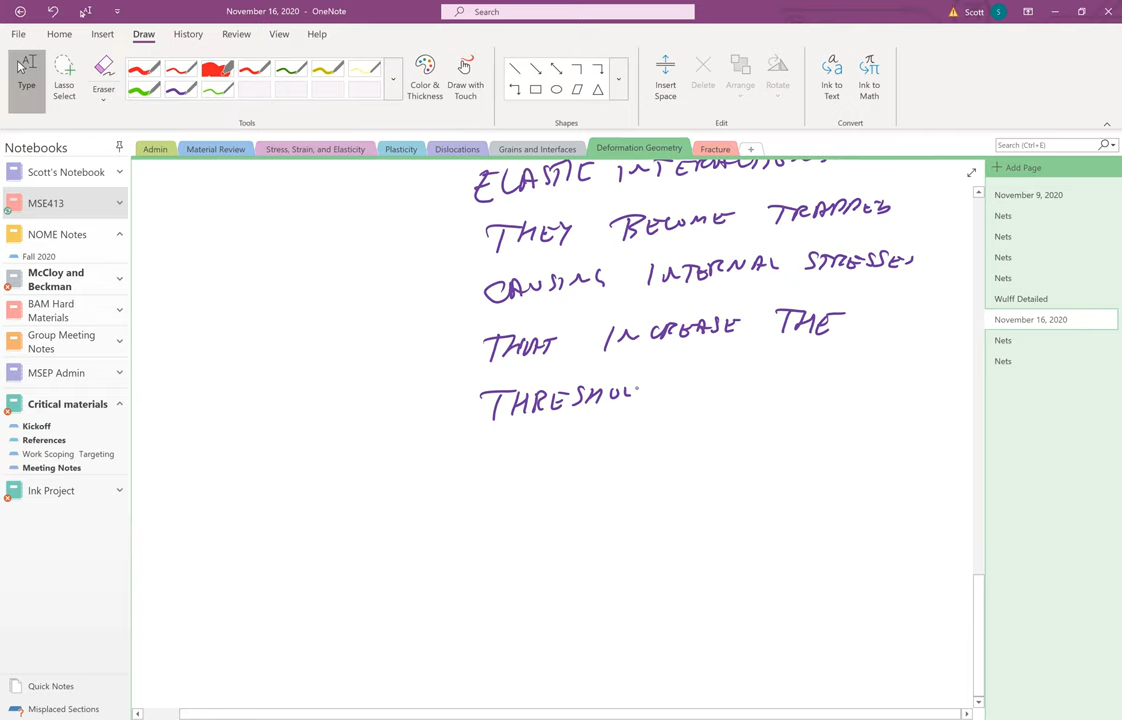 November 16, 2020 - OneNote
Search
Scott
S
File
Home
Insert
Draw
History
Review
View
Help
Type
Lasso
Select
Eraser
Color &
Thickness
Draw with
Touch
Insert
Space
Delete
Arrange
Rotate
Ink to
Text
Ink to
Math
Tools
Shapes
Edit
Convert
Notebooks
Admin
Material Review
Stress, Strain, and Elasticity
Plasticity
Dislocations
Grains and Interfaces
Deformation Geometry
Fracture
Search (Ctrl+E)
Scott's Notebook
MSE413
NOME Notes
Fall 2020
McCloy and
Beckman
BAM Hard
Materials
Group Meeting
Notes
MSEP Admin
Critical materials
Kickoff
References
Work Scoping Targeting
Meeting Notes
Ink Project
Quick Notes
Misplaced Sections
ELASTIC INTERACTIONS
THEY BECOME TRAPPED
CAUSING INTERNAL STRESSES
THAT INCREASE THE
THRESHOL
Add Page
November 9, 2020
Nets
Nets
Nets
Nets
Wulff Detailed
November 16, 2020
Nets
Nets